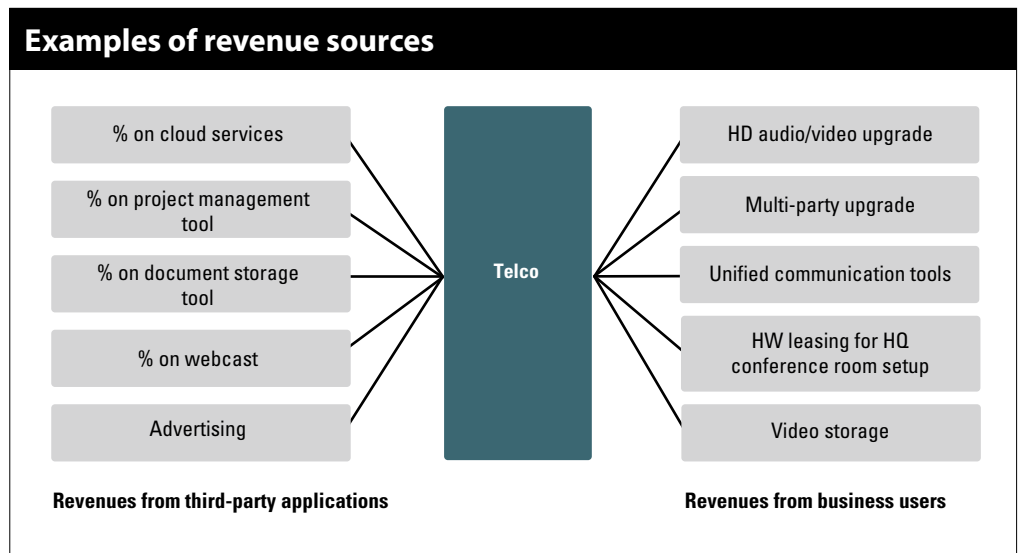 Examples of revenue sources
% on cloud services
% on project management
tool
% on document storage
tool
% on webcast
Advertising
Revenues from third-party applications
Telco
HD audio/video upgrade
Multi-party upgrade
Unified communication tools
HW leasing for HQ
conference room setup
Video storage
Revenues from business users